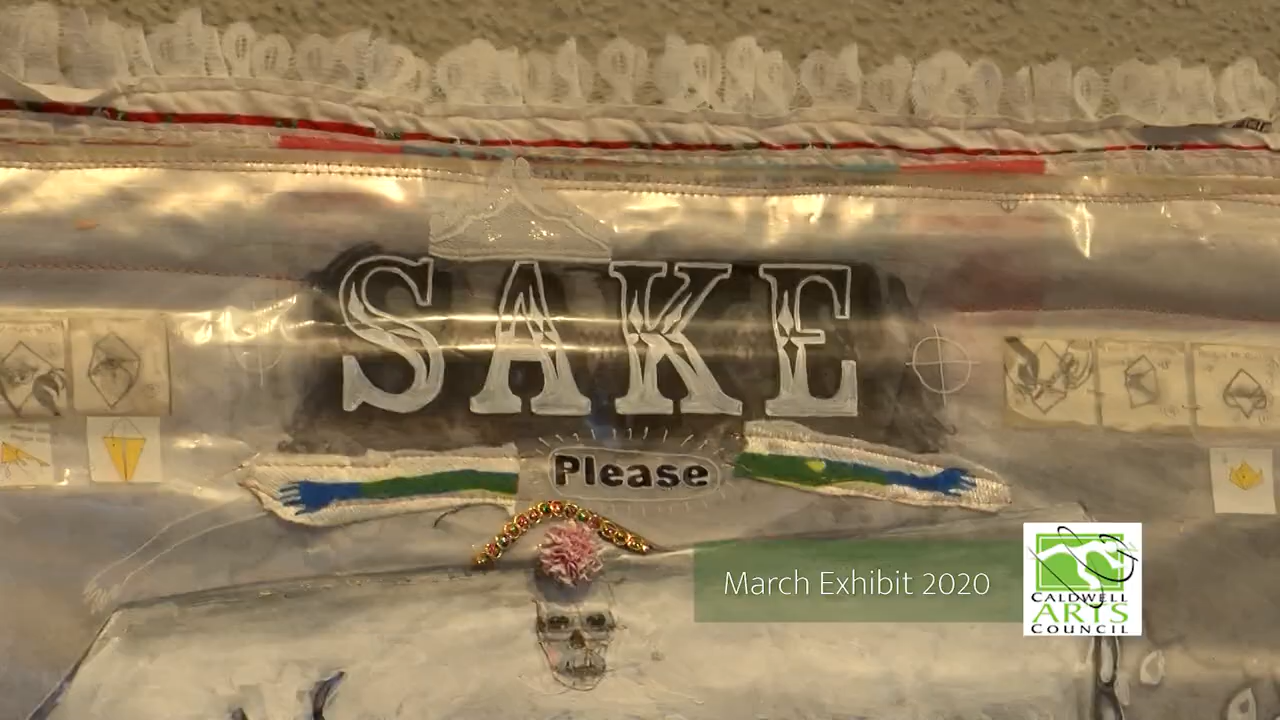 SAKE
Please
March Exhibit 2020
CALDWELL
ARTS
COUNCIL